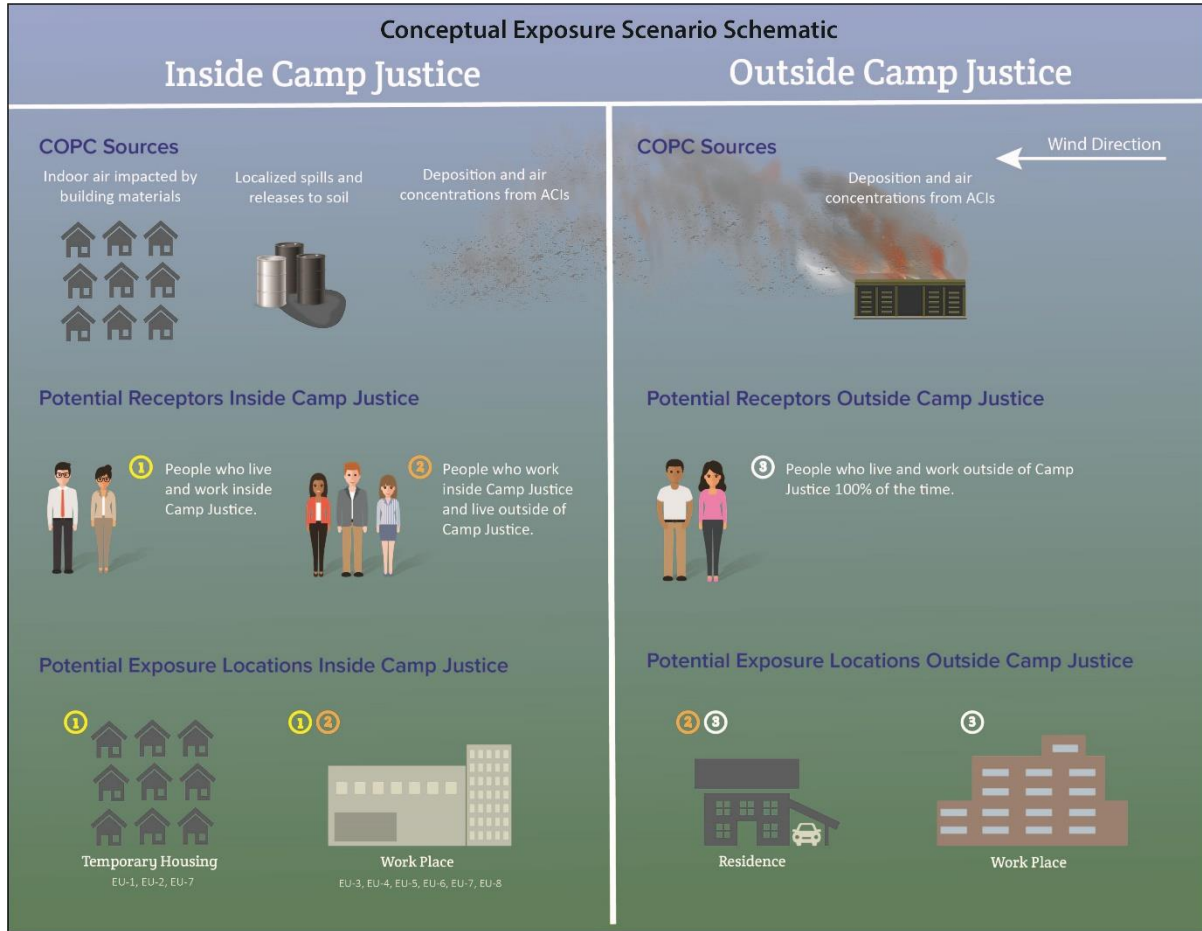 Conceptual Exposure Scenario Schematic
Inside Camp Justice
COPC Sources
Indoor air impacted by
building materials
Localized spills and
releases to soil
Deposition and air
concentrations from ACIs
Potential Receptors Inside Camp Justice
1
People who live
and work inside
Camp Justice.
2
People who work
inside Camp Justice
and live outside of
Camp Justice.
Potential Exposure Locations Inside Camp Justice
1
Temporary Housing
EU-1, EU-2, EU-7
1 2
Work Place
EU-3, EU-4, EU-5, EU-6, EU-7, EU-8
Outside Camp Justice
COPC Sources
Wind Direction
Deposition and air
concentrations from ACIs
Potential Receptors Outside Camp Justice
3
People who live and work outside of Camp
Justice 100% of the time.
Potential Exposure Locations Outside Camp Justice
2 3
Residence
3
Work Place